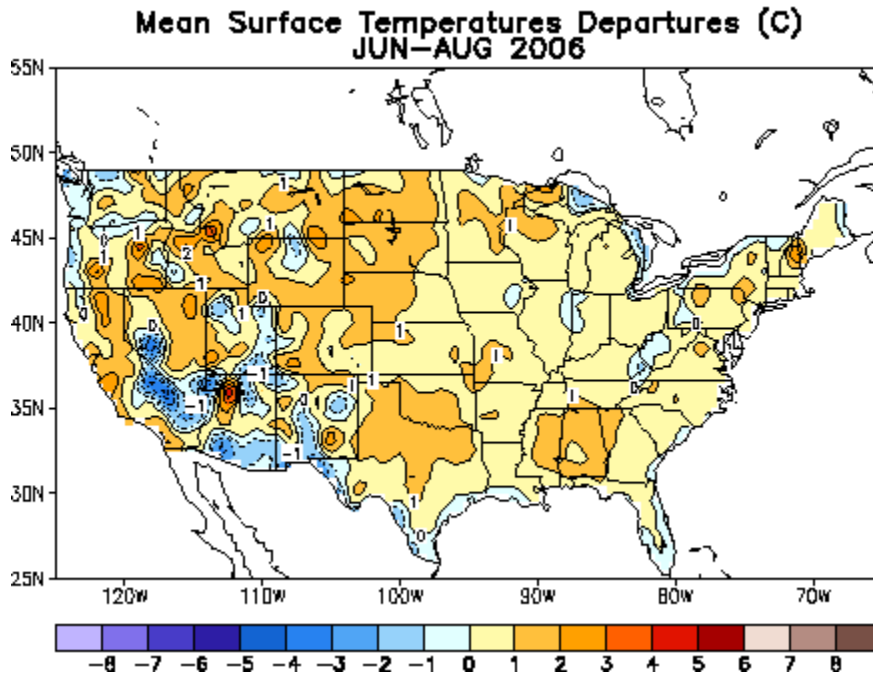 Mean Surface Temperatures Departures (C)
JUN-AUG 2006
55N
50N
45N
40N
35N
30N
25N
120W 110W 100W 90W 80W 70W
-8 -7 -6 -5 -4 -3 -2 -1 0 1 2 3 4 5 6 7 8